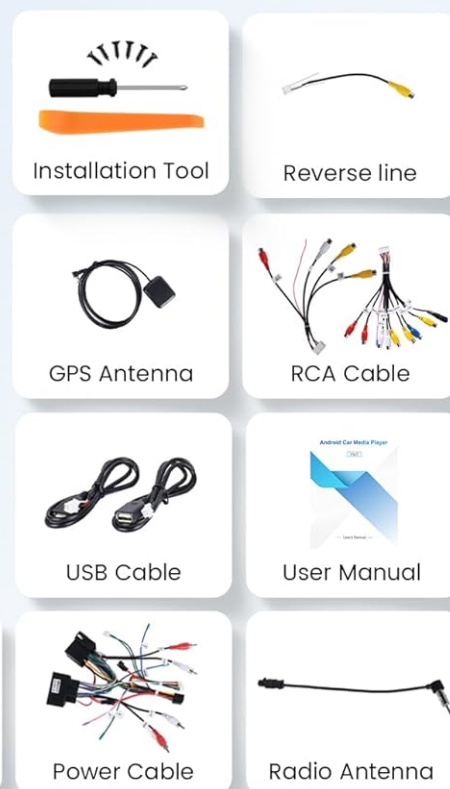 Installation Tool
Reverse line
GPS Antenna
RCA Cable
USB Cable
Android Car Media Player
User Manual
Power Cable
Radio Antenna